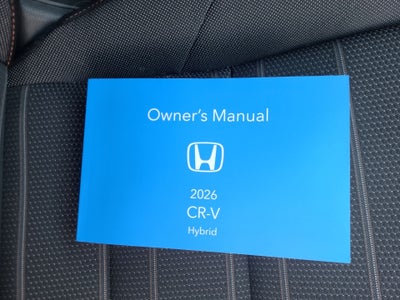 Owner's Manual
2026
CR-V
Hybrid